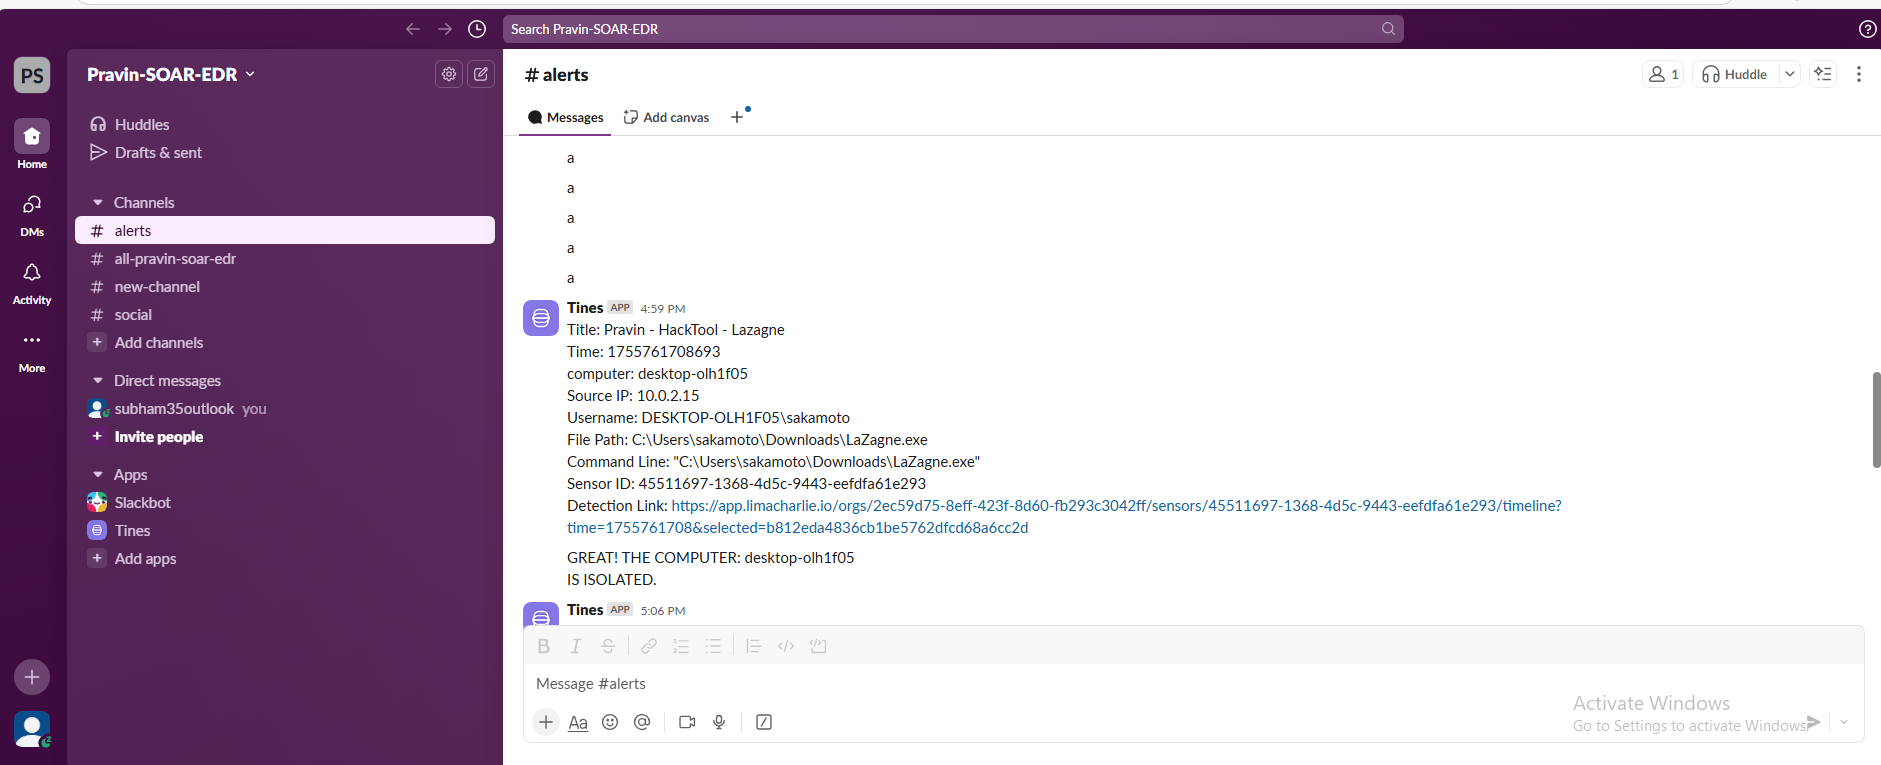 Search Pravin-SOAR-EDR
PS
Pravin-SOAR-EDR
# alerts
1
Huddle
Messages
Add canvas
Home
DMs
Activity
More
Huddles
Drafts & sent
Channels
# alerts
# all-pravin-soar-edr
# new-channel
# social
+ Add channels
Direct messages
subham35outlook you
+ Invite people
Apps
Slackbot
Tines
+ Add apps
a
a
a
a
a
Tines APP 4:59 PM
Title: Pravin - HackTool - Lazagne
Time: 1755761708693
computer: desktop-olh1f05
Source IP: 10.0.2.15
Username: DESKTOP-OLH1F05\sakamoto
File Path: C:\Users\sakamoto\Downloads\LaZagne.exe
Command Line: "C:\Users\sakamoto\Downloads\LaZagne.exe"
Sensor ID: 45511697-1368-4d5c-9443-eefdfa61e293
Detection Link: https://app.limacharlie.io/orgs/2ec59d75-8eff-423f-8d60-fb293c3042ff/sensors/45511697-1368-4d5c-9443-eefdfa61e293/timeline?
time=1755761708&selected=b812eda4836cb1be5762dfcd68a6cc2d
GREAT! THE COMPUTER: desktop-olh1f05
IS ISOLATED.
Tines APP 5:06 PM
Message #alerts
Aa
Activate Windows
Go to Settings to activate Windows.